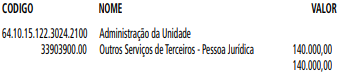 CODIGO NOME VALOR
64.10.15.122.3024.2100 Administração da Unidade
33903900.00 Outros Serviços de Terceiros - Pessoa Jurídica 140.000,00
140.000,00